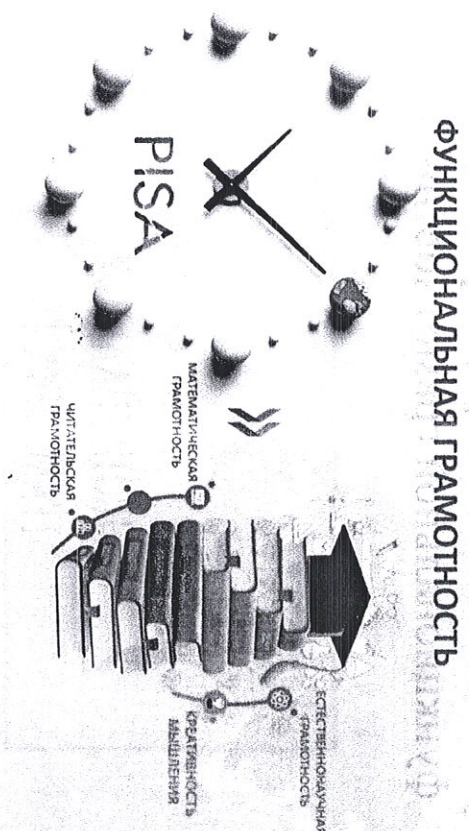 ФУНКЦИОНАЛЬНАЯ ГРАМОТНОСТЬ
PISA
МАТЕМАТИЧЕСКАЯ
ГРАМОТНОСТЬ
ЧИТАТЕЛЬСКАЯ
ГРАМОТНОСТЬ
ЕСТЕСТВЕННОНАУЧНАЯ
ГРАМОТНОСТЬ
КРЕАТИВНОСТЬ
МЫШЛЕНИЯ